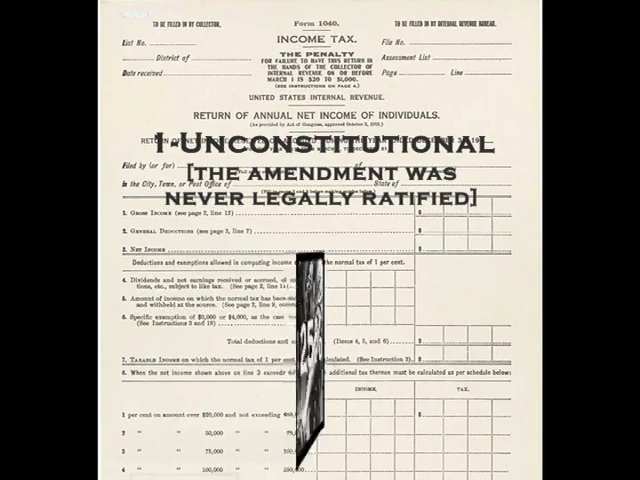 TO BE FILLED IN BY COLLECTOR.
Form 1040.
TO BE FILLED IN BY INTERNAL REVENUE BUREAU.
INCOME TAX.
List No.
File No.
THE PENALTY
FOR FAILURE TO HAVE THIS RETURN IN
THE HANDS OF THE COLLECTOR OF
INTERNAL REVENUE ON OR BEFORE
MARCH 1 IS $20 TO $1,000.
(SEE INSTRUCTIONS ON PAGE 4.)
District of
Assessment List
Date received
Page Line
UNITED STATES INTERNAL REVENUE.
RETURN OF ANNUAL NET INCOME OF INDIVIDUALS.
(As provided by Act of Congress, approved October 3, 1913.)
1-UNCONSTITUTIONAL
[THE AMENDMENT WAS
NEVER LEGALLY RATIFIED]
Filed by (or for) of
in the City, Town, or Post Office of State of
1. GROSS INCOME (see page 2, line 12) $
2. GENERAL DEDUCTIONS (see page 3, line 7) $
3. NET INCOME $
Deductions and exemptions allowed in computing income normal tax of 1 per cent.
4. Dividends and net earnings received or accrued, of
tions, etc., subject to like tax. (See page 2, line
5. Amount of income on which the normal tax has been
and withheld at the source. (See page 2, line 9,
6. Specific exemption of $3,000 or $4,000, as the case
(See Instructions 3 and 19)
Total deductions (Items 4, 5, and 6)
7. TAXABLE INCOME on which the normal tax of 1 per calculated. (See Instruction 3).
8. When the net income shown above on line 3 exceeds additional tax thereon must be calculated as per schedule below:
INCOME. TAX.
1 per cent on amount over $20,000 and not exceeding $
2 " " 50,000 "
3 " " 75,000 "
4 " " 100,000 "